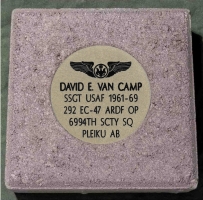 DAVID E. VAN CAMP
SSGT USAF 1961-69
292 EC-47 ARDF OP
6994TH SCTY SQ
PLEIKU AB